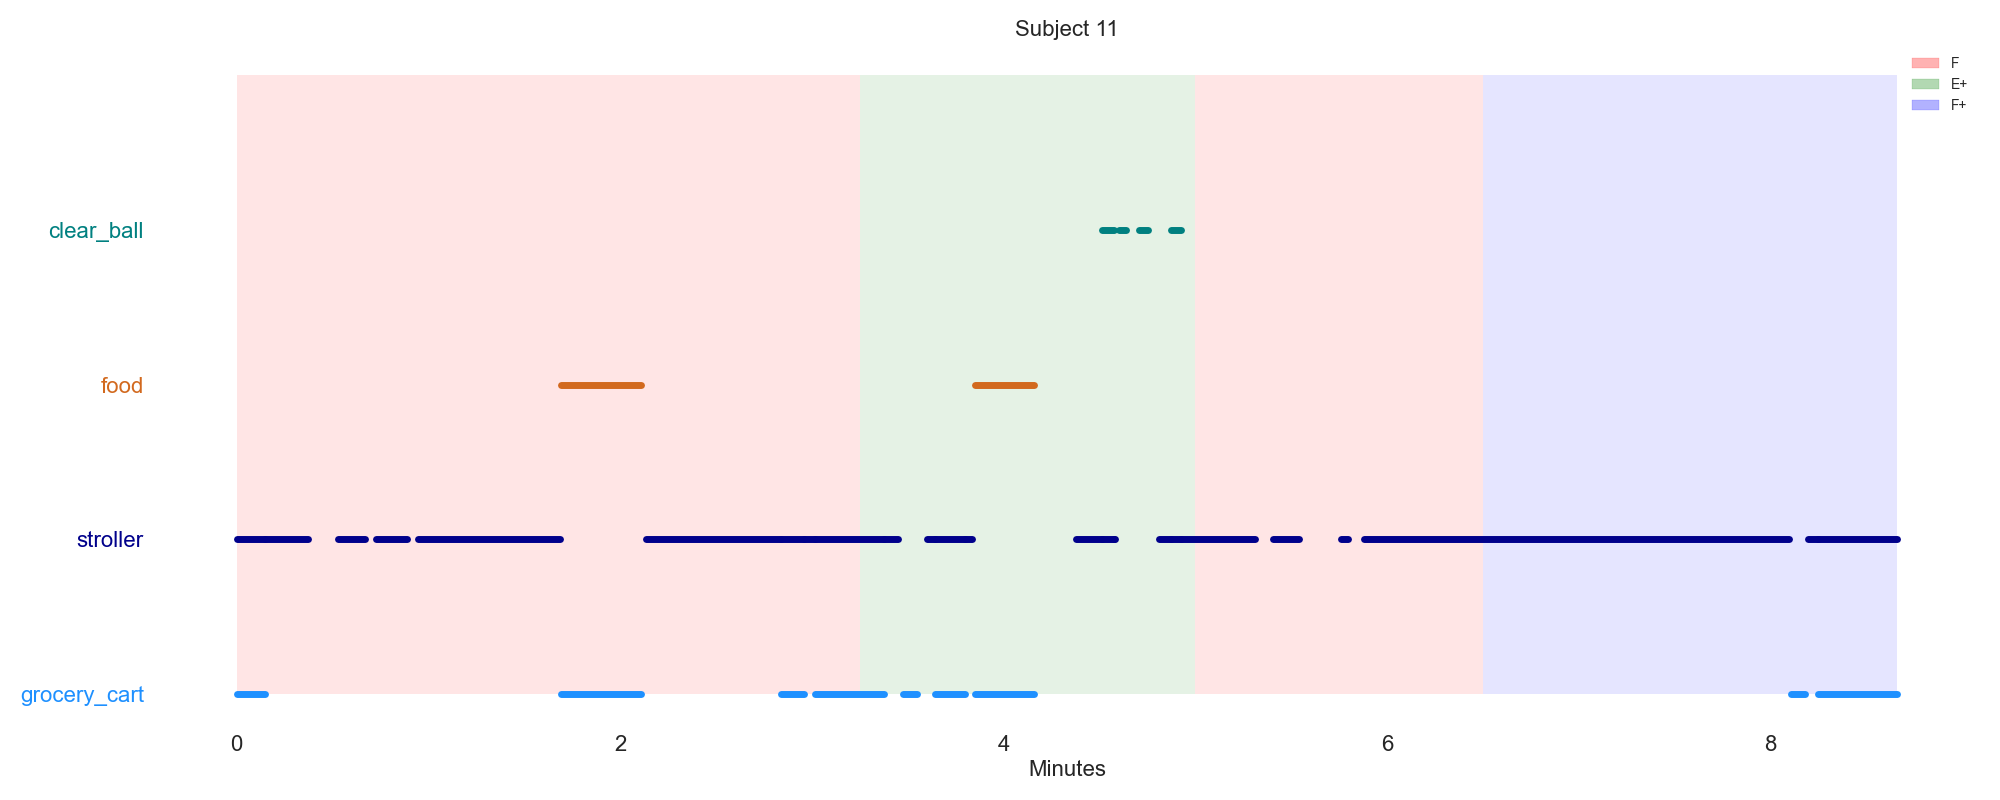 Subject 11
F
E+
F+
clear_ball
food
stroller
grocery_cart
0 2 4 6 8
Minutes